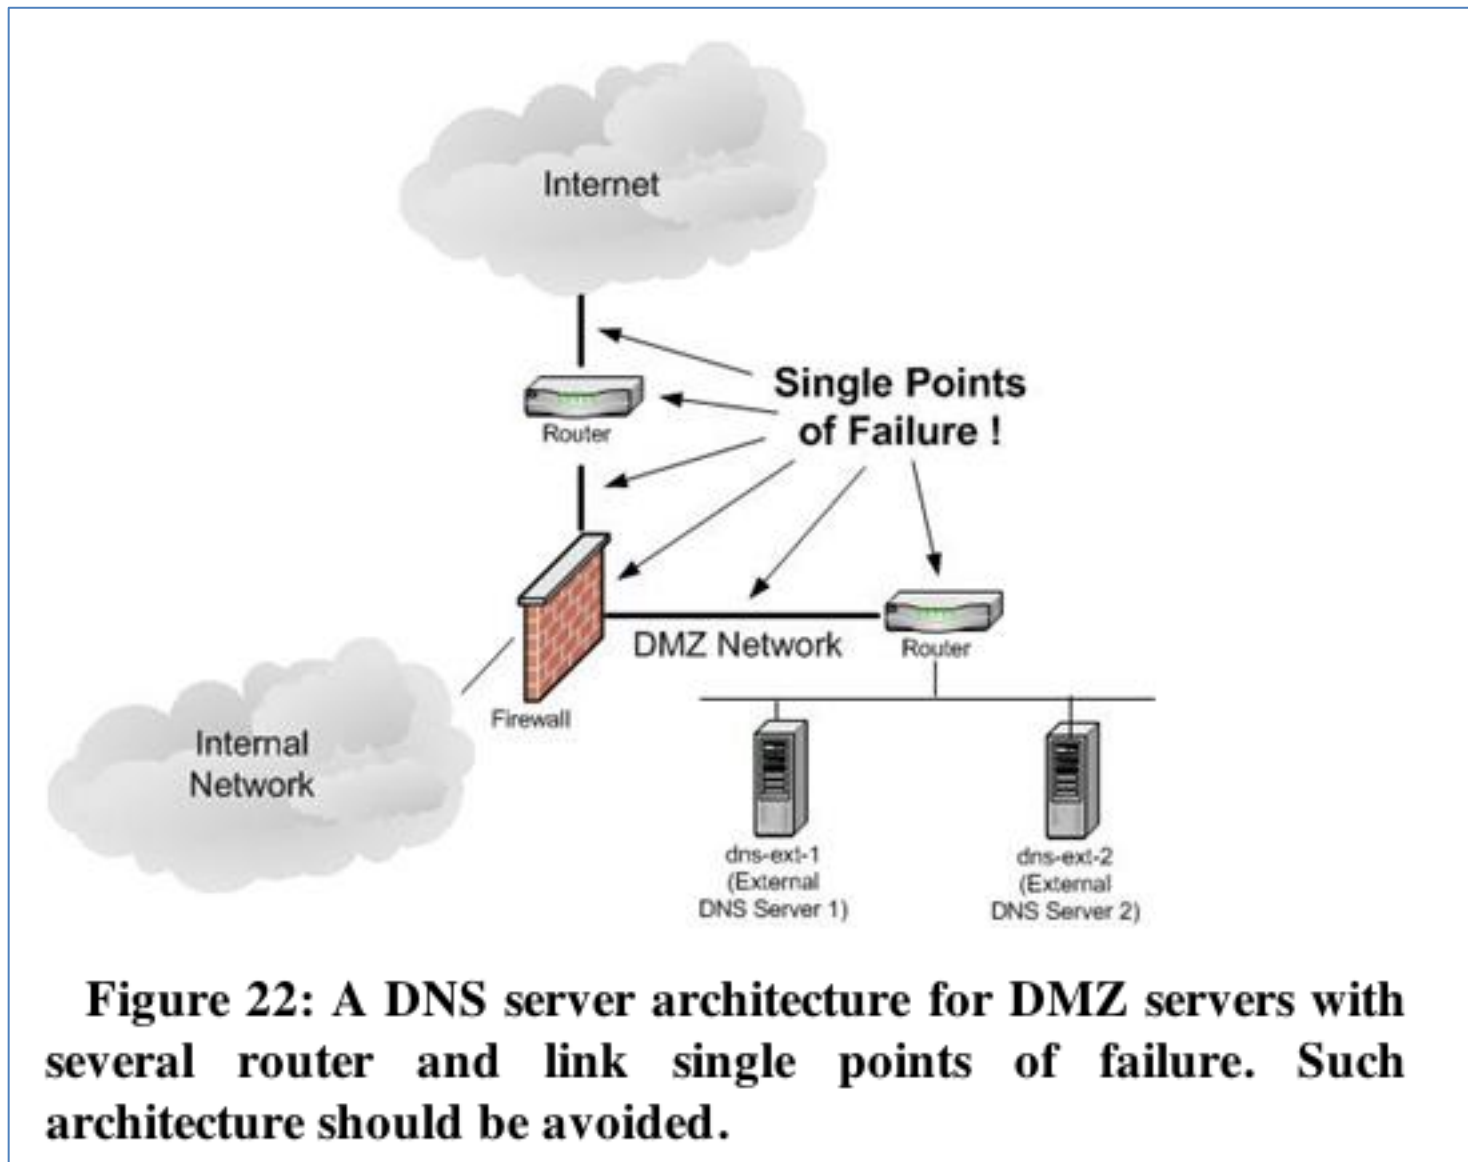 Internet
Single Points
of Failure !
Router
DMZ Network
Router
Firewall
Internal
Network
dns-ext-1
(External
DNS Server 1)
dns-ext-2
(External
DNS Server 2)
Figure 22: A DNS server architecture for DMZ servers with
several router and link single points of failure. Such
architecture should be avoided.